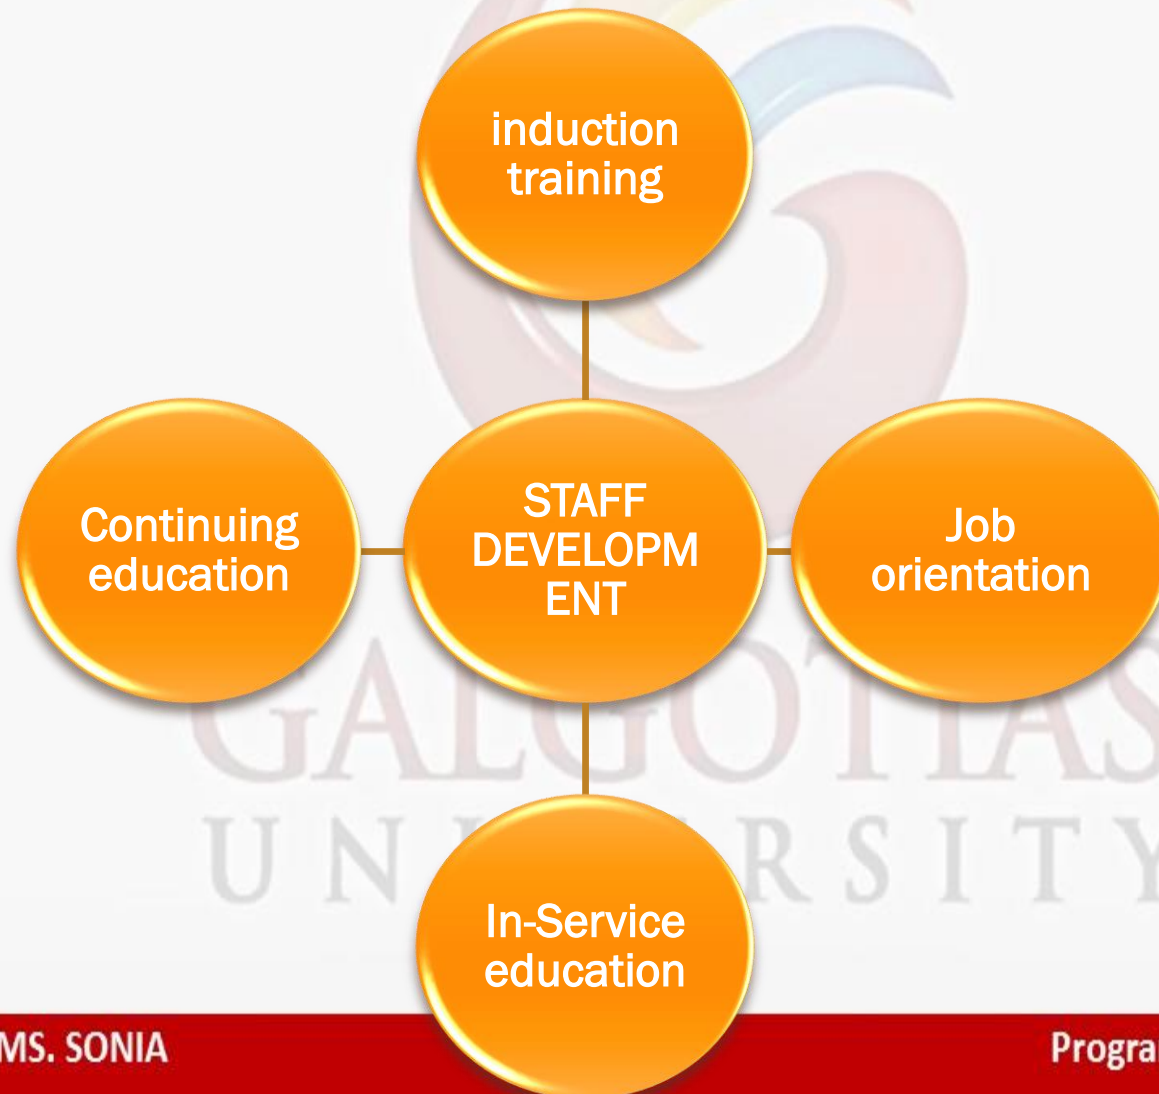 induction
training
Continuing
education
STAFF
DEVELOPM
ENT
Job
orientation
GALGOTIAS
UNIVERSITY
In-Service
education
MS. SONIA
Progra